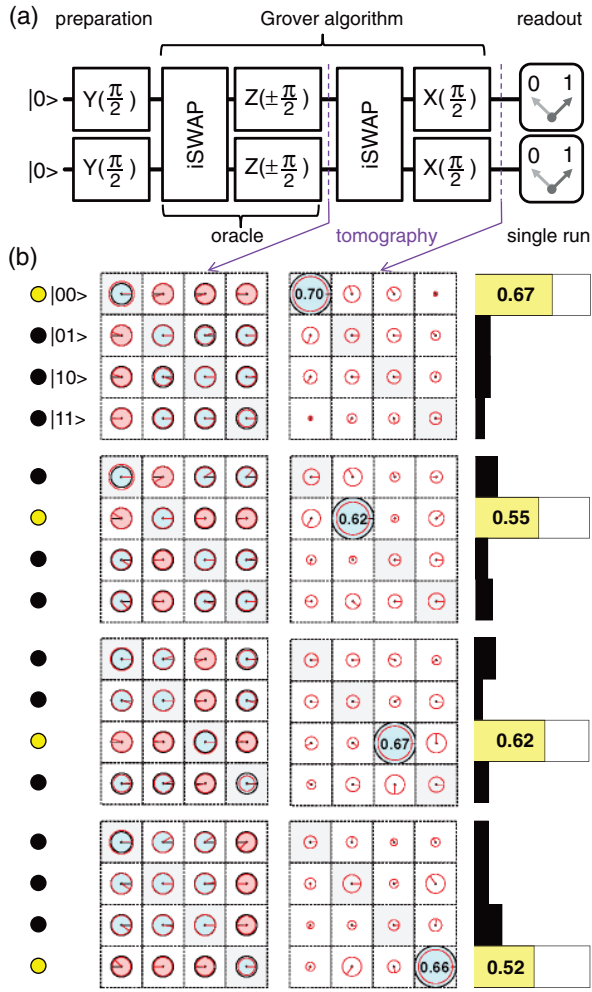 (a) preparation Grover algorithm readout
|0> Y(π/2) iSWAP Z(±π/2) iSWAP X(π/2) 0 1
|0> Y(π/2) Z(±π/2) X(π/2) 0 1
oracle tomography single run
(b)
|00> 0.70 0.67
|01>
|10>
|11>
0.62 0.55
0.67 0.62
0.66 0.52